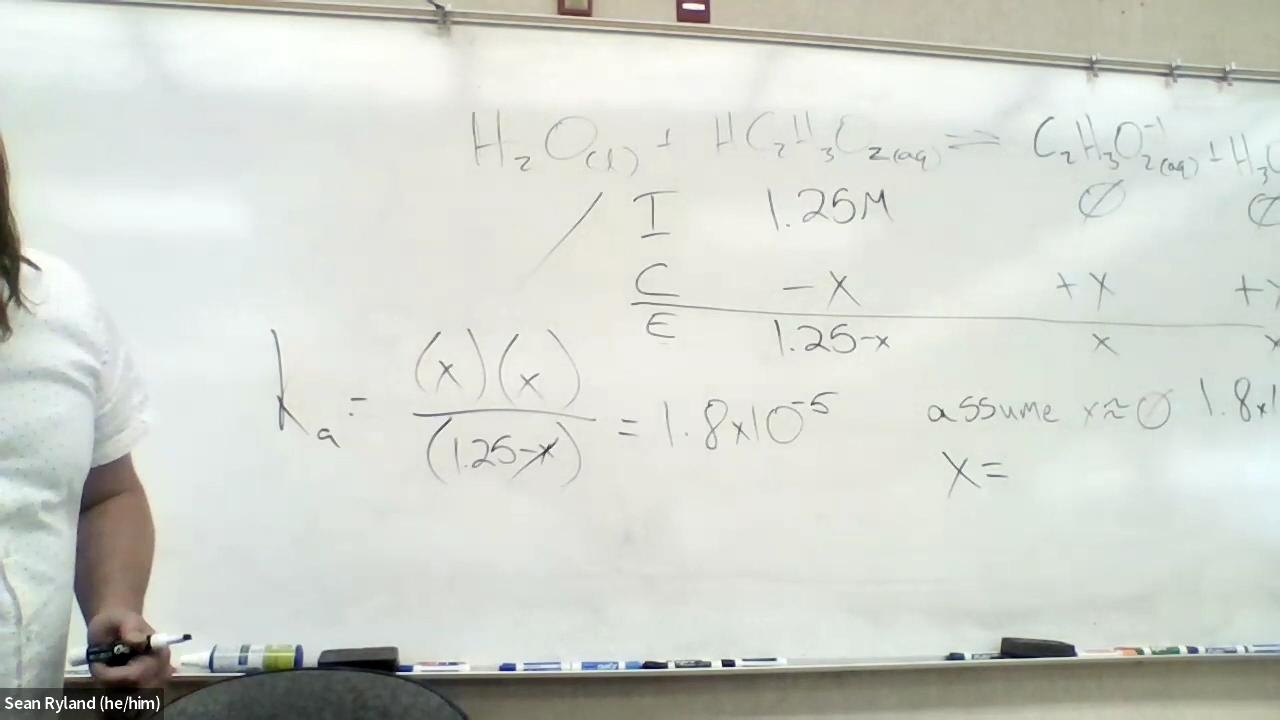 H₂O(l) + HC₂H₃O₂(aq) ⇌ C₂H₃O₂⁻¹(aq) + H₃
I 1.25M ∅ ∅
C -x +x +x
E 1.25-x x x
ka = (x)(x) / (1.25-x) = 1.8x10⁻⁵
assume x≈∅ 1.8x1
x=
Sean Ryland (he/him)